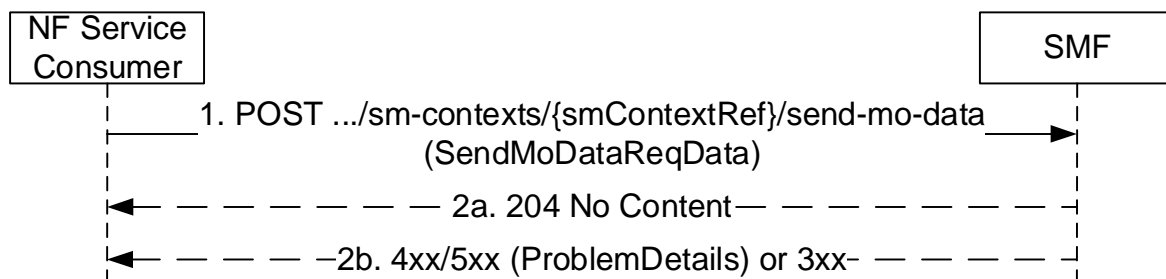 NF Service
Consumer
SMF
1. POST .../sm-contexts/{smContextRef}/send-mo-data
(SendMoDataReqData)
2a. 204 No Content
2b. 4xx/5xx (ProblemDetails) or 3xx